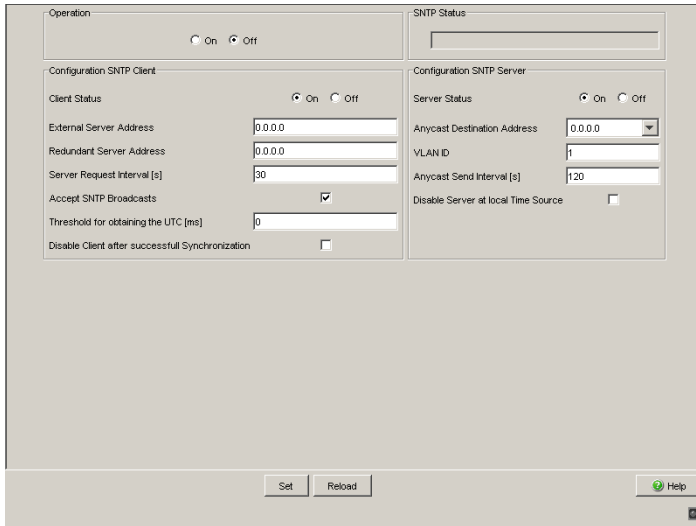 Operation
On Off
SNTP Status
Configuration SNTP Client
Client Status On Off
External Server Address 0.0.0.0
Redundant Server Address 0.0.0.0
Server Request Interval [s] 30
Accept SNTP Broadcasts
Threshold for obtaining the UTC [ms] 0
Disable Client after successfull Synchronization
Configuration SNTP Server
Server Status On Off
Anycast Destination Address 0.0.0.0
VLAN ID 1
Anycast Send Interval [s] 120
Disable Server at local Time Source
Set Reload Help